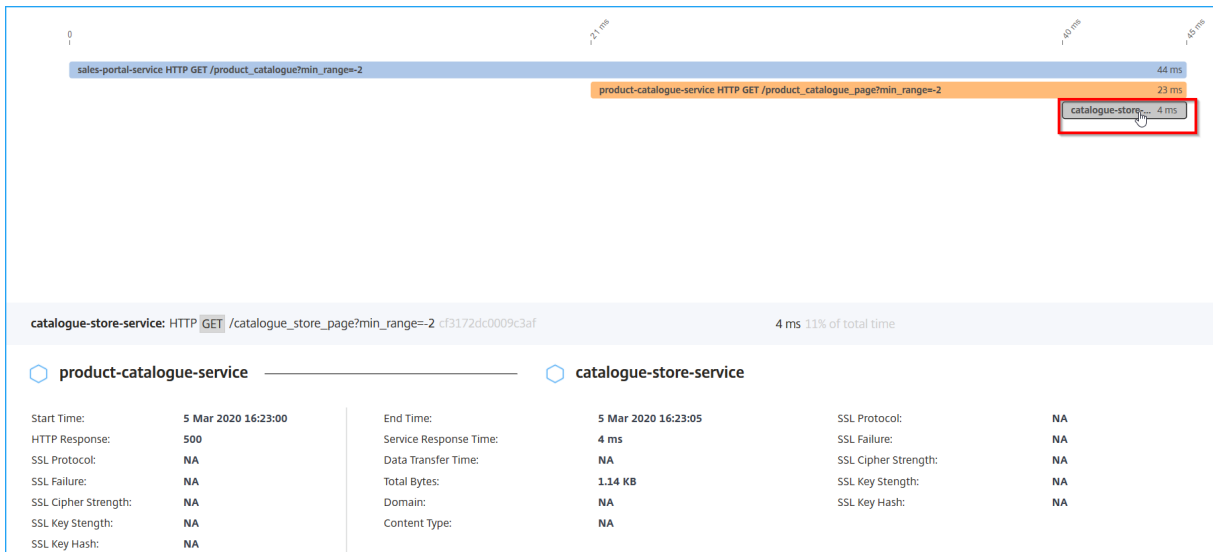 0 21 ms 40 ms 45 ms
sales-portal-service HTTP GET /product_catalogue?min_range=-2 44 ms
product-catalogue-service HTTP GET /product_catalogue_page?min_range=-2 23 ms
catalogue-store-... 4 ms
catalogue-store-service: HTTP GET /catalogue_store_page?min_range=-2 cf3172dc0009c3af 4 ms 11% of total time
product-catalogue-service catalogue-store-service
Start Time: 5 Mar 2020 16:23:00 End Time: 5 Mar 2020 16:23:05 SSL Protocol: NA
HTTP Response: 500 Service Response Time: 4 ms SSL Failure: NA
SSL Protocol: NA Data Transfer Time: NA SSL Cipher Strength: NA
SSL Failure: NA Total Bytes: 1.14 KB SSL Key Stength: NA
SSL Cipher Strength: NA Domain: NA SSL Key Hash: NA
SSL Key Stength: NA Content Type: NA
SSL Key Hash: NA